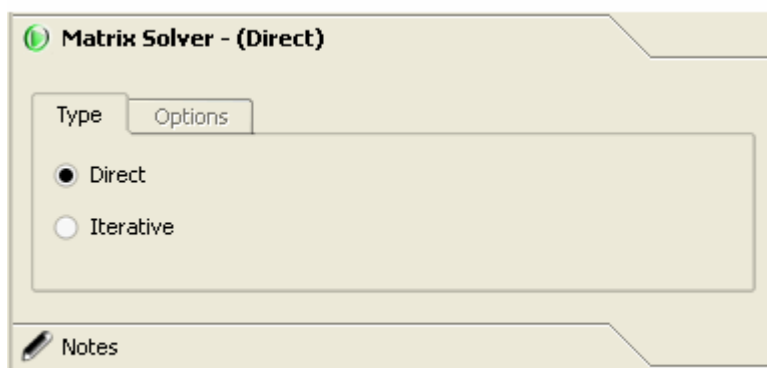 Matrix Solver - (Direct)
Type Options
Direct
Iterative
Notes